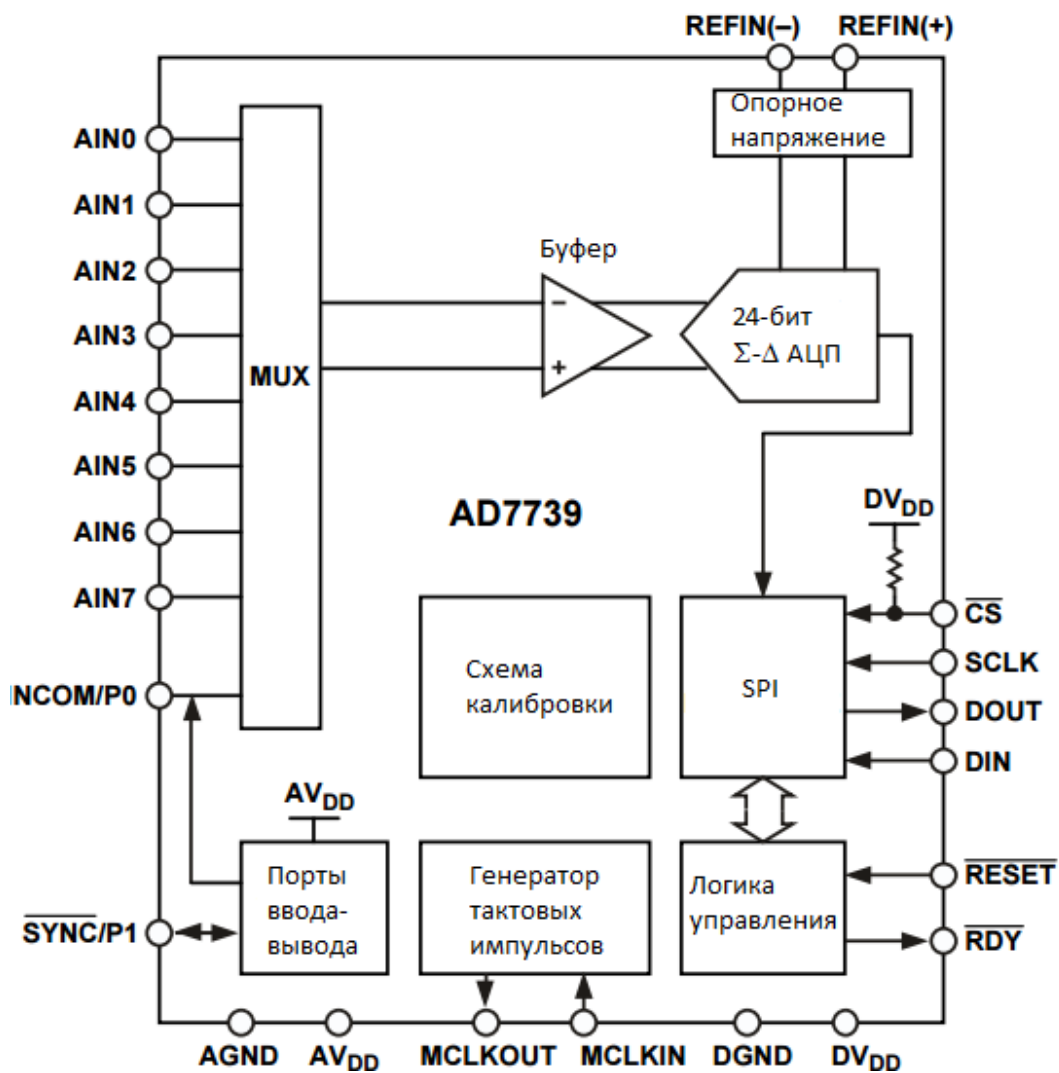 REFIN(–) REFIN(+)
Опорное
напряжение
AIN0
AIN1
AIN2
AIN3
AIN4
AIN5
AIN6
AIN7
NCOM/P0
MUX
Буфер
–
+
24-бит
Σ-Δ АЦП
AD7739
DVDD
Схема
калибровки
SPI
CS
SCLK
DOUT
DIN
AVDD
Порты
ввода-
вывода
Генератор
тактовых
импульсов
Логика
управления
RESET
RDY
SYNC/P1
AGND AVDD MCLKOUT MCLKIN DGND DVDD